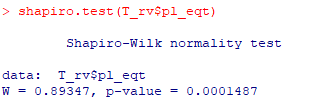 > shapiro.test(T_rv$pl_eqt)
Shapiro-Wilk normality test
data:  T_rv$pl_eqt
W = 0.89347, p-value = 0.0001487